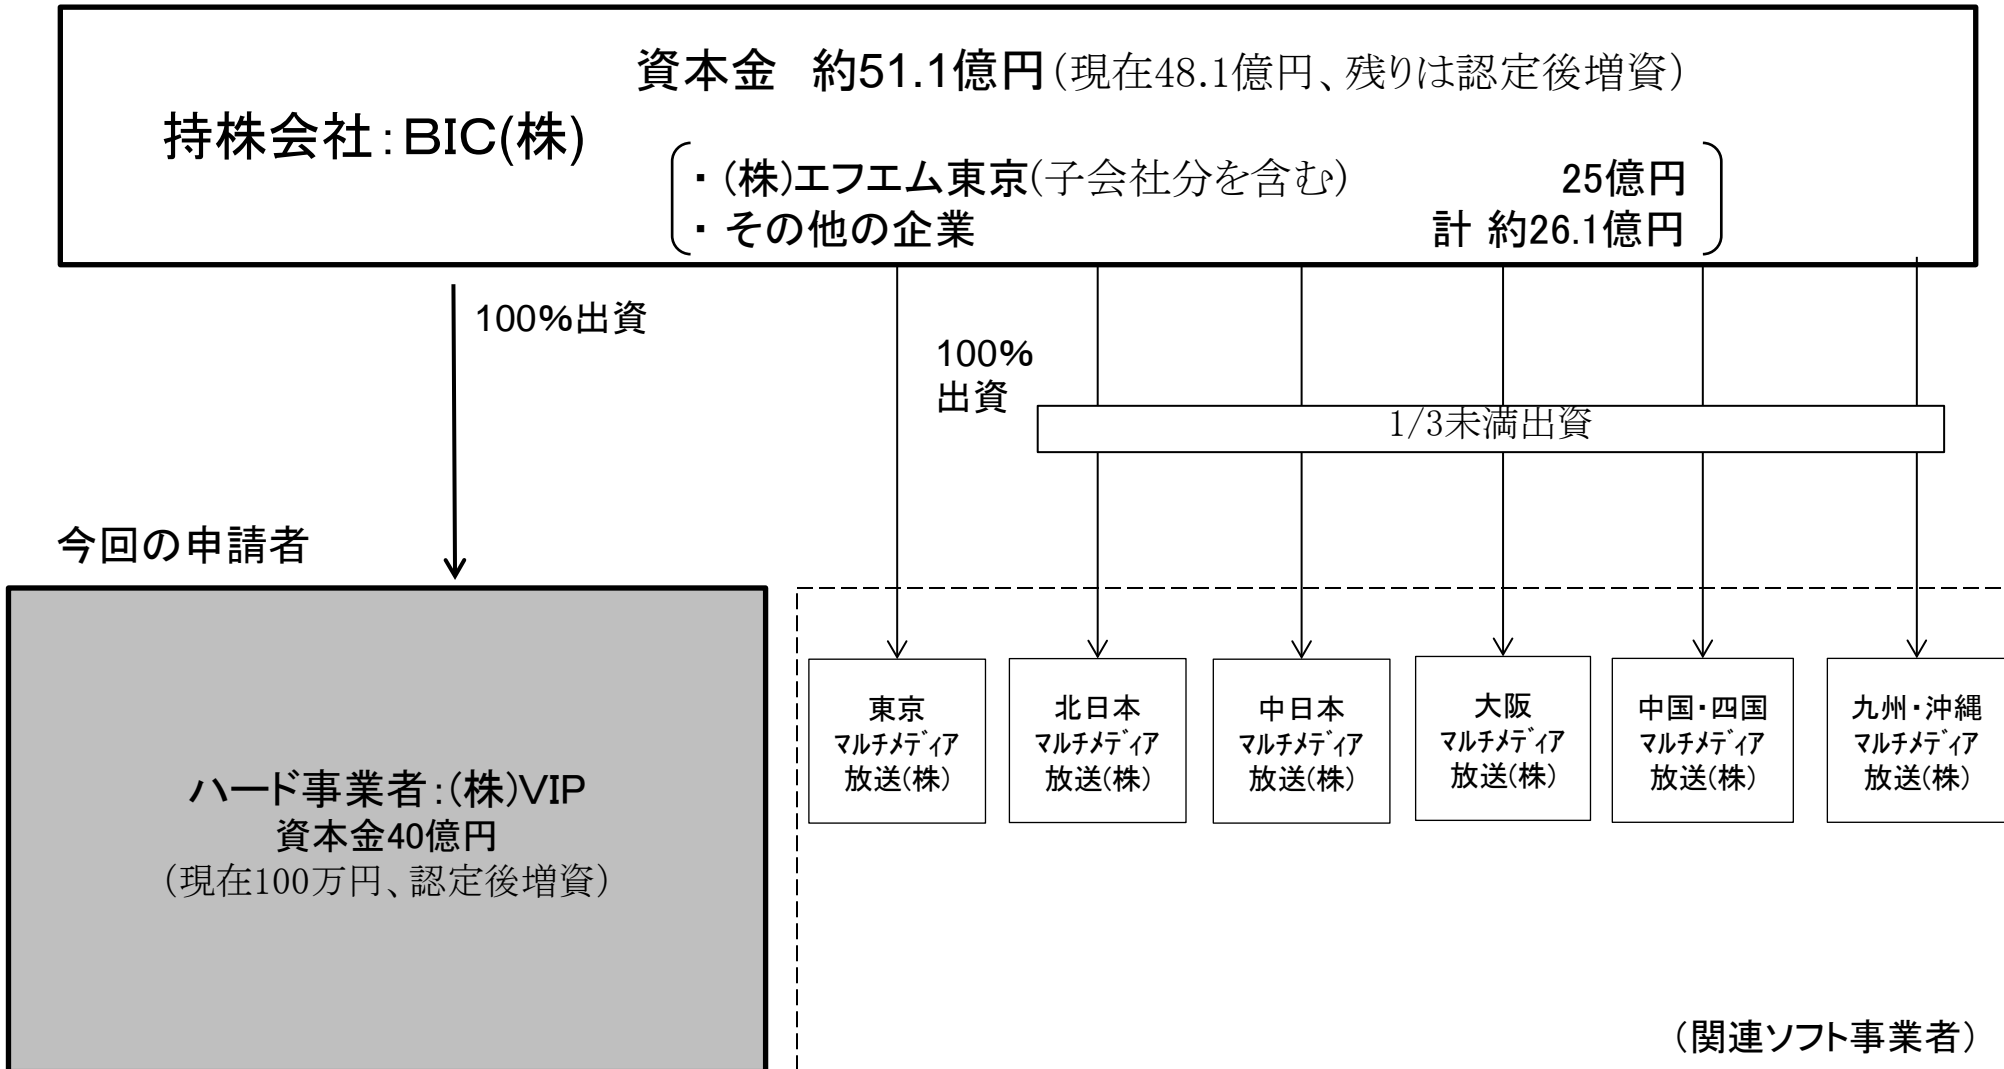 資本金　約51.1億円（現在48.1億円、残りは認定後増資）
持株会社：BIC(株)
・(株)エフエム東京(子会社分を含む）　25億円
・その他の企業　計 約26.1億円
100%出資
100%
出資
1/3未満出資
今回の申請者
ハード事業者：(株)VIP
資本金40億円
（現在100万円、認定後増資）
東京
ﾏﾙﾁﾒﾃﾞｨｱ
放送(株)
北日本
ﾏﾙﾁﾒﾃﾞｨｱ
放送(株)
中日本
ﾏﾙﾁﾒﾃﾞｨｱ
放送(株)
大阪
ﾏﾙﾁﾒﾃﾞｨｱ
放送(株)
中国・四国
ﾏﾙﾁﾒﾃﾞｨｱ
放送(株)
九州・沖縄
ﾏﾙﾁﾒﾃﾞｨｱ
放送(株)
（関連ソフト事業者）